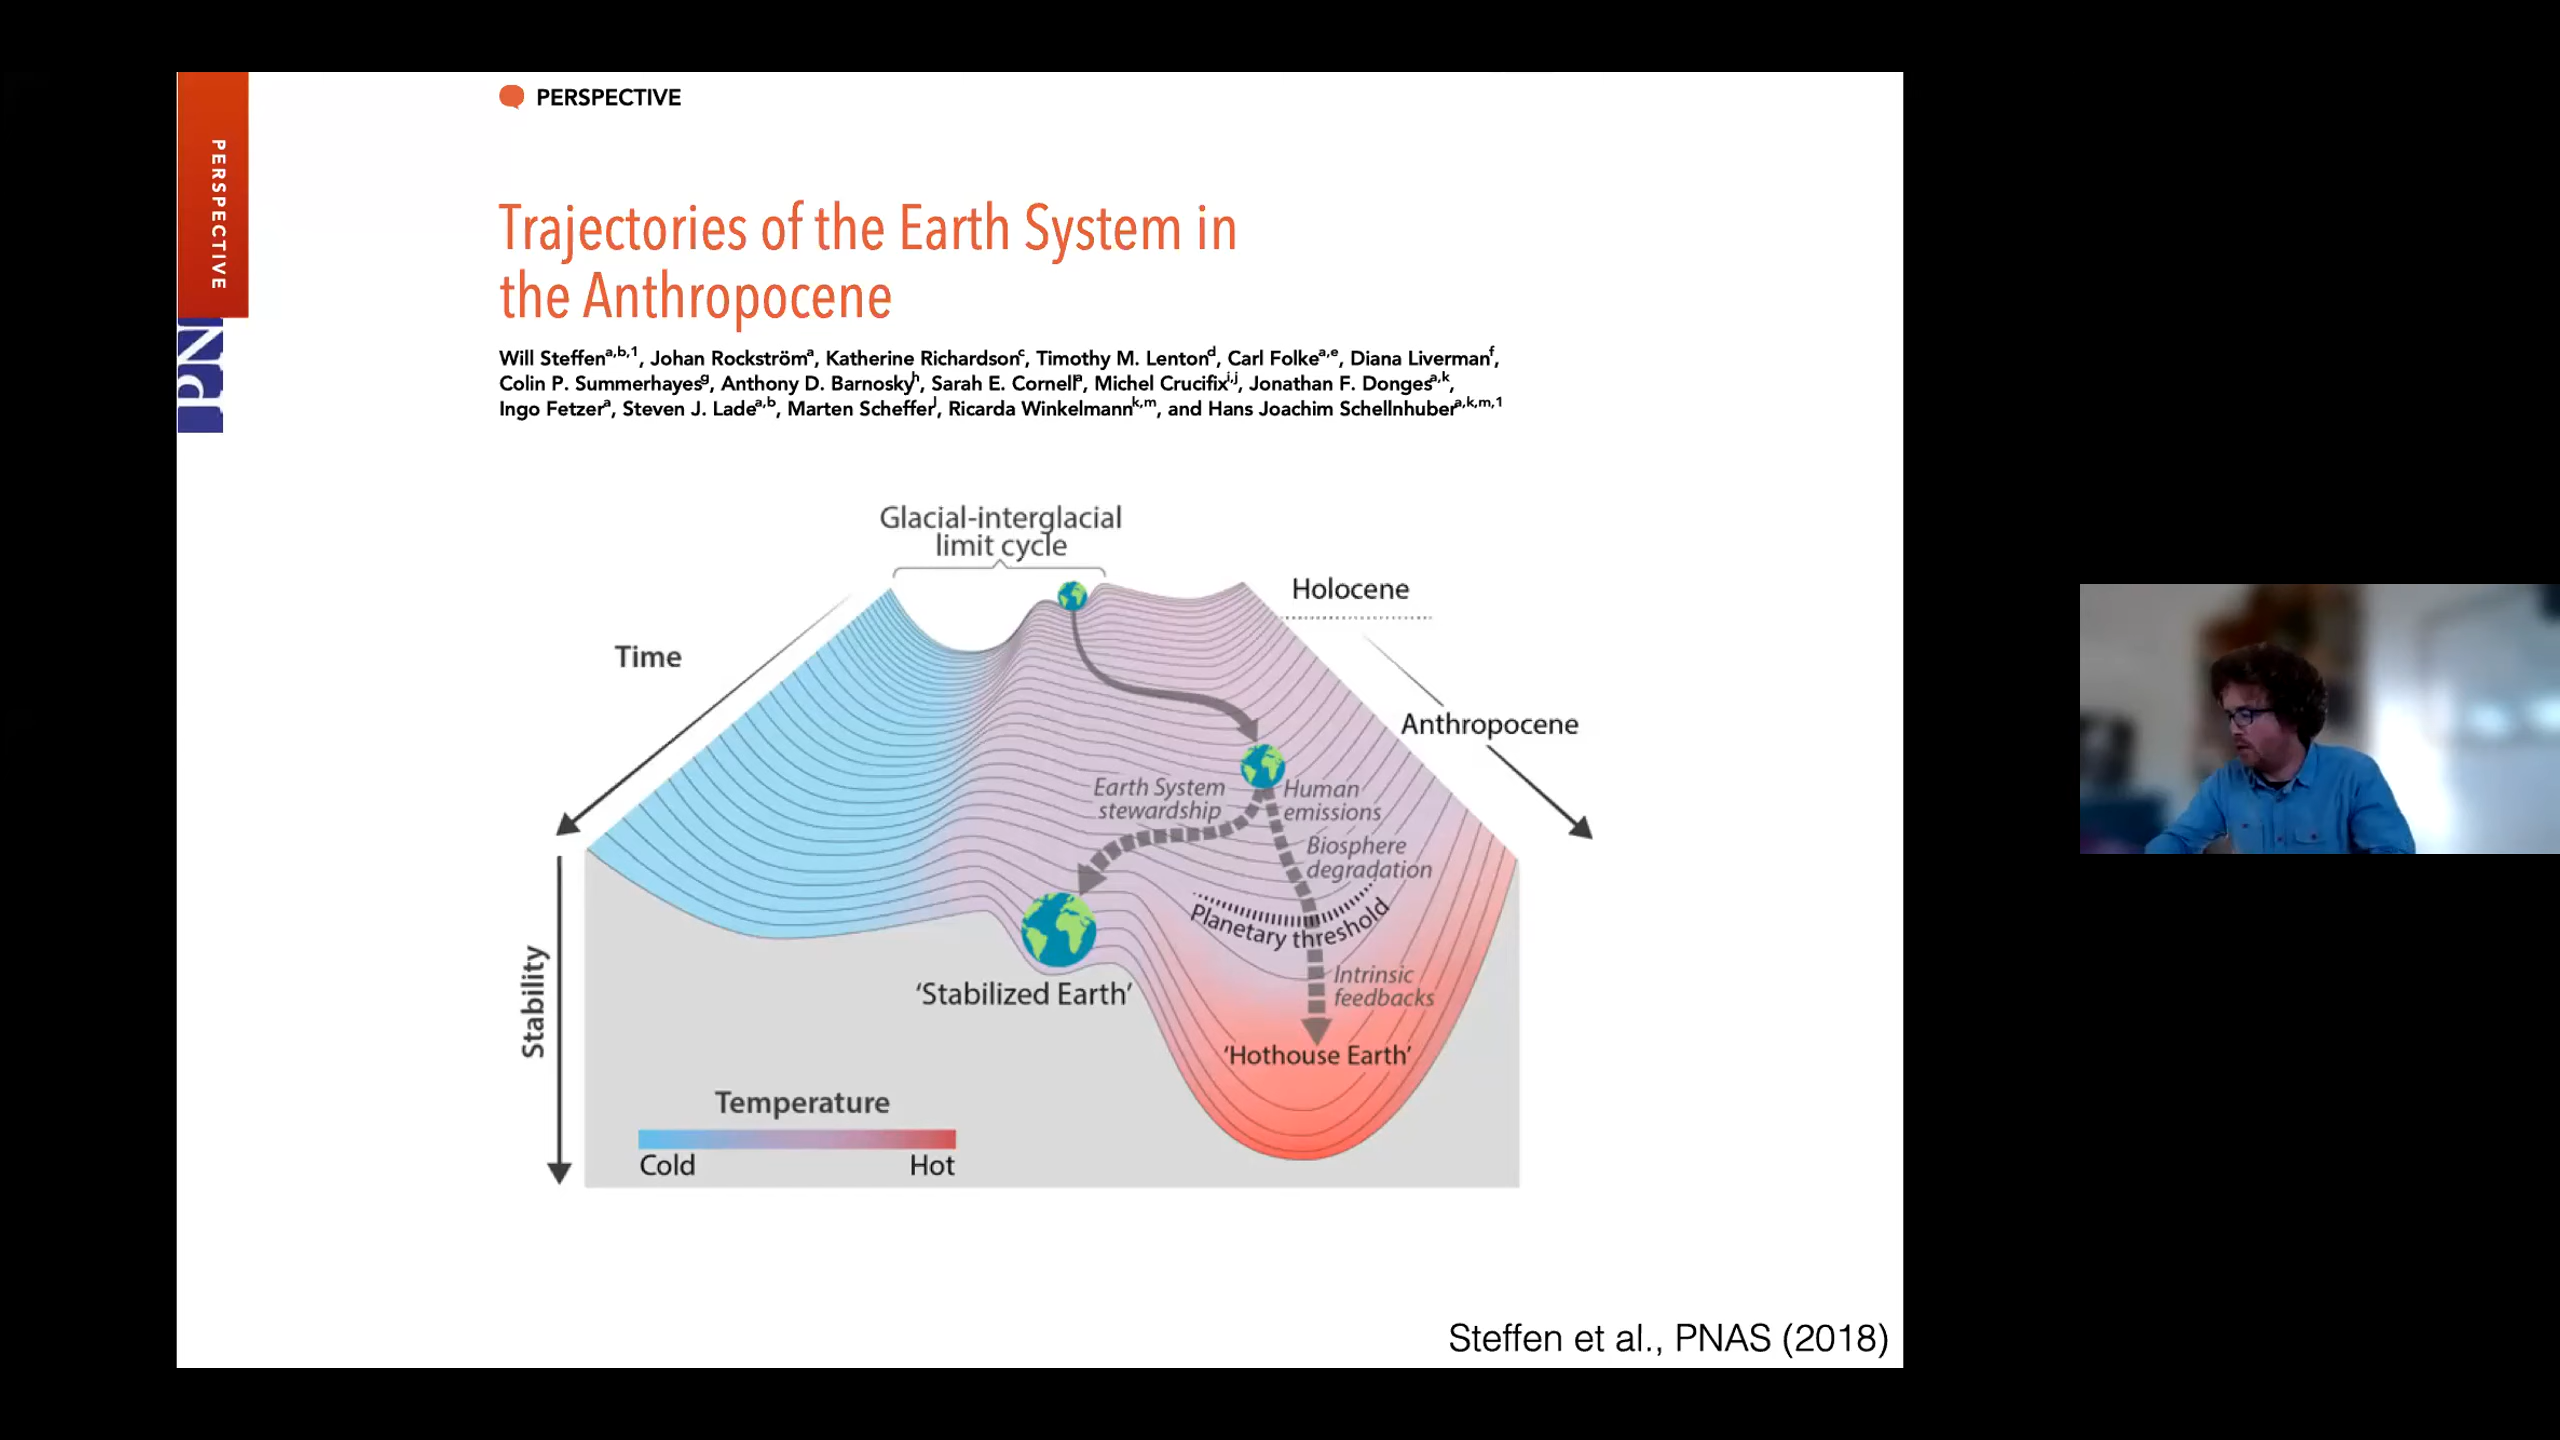 PERSPECTIVE
PERSPECTIVE
Trajectories of the Earth System in
the Anthropocene
Will Steffen^a,b,1, Johan Rockström^a, Katherine Richardson^c, Timothy M. Lenton^d, Carl Folke^a,e, Diana Liverman^f,
Colin P. Summerhayes^g, Anthony D. Barnosky^h, Sarah E. Cornell^a, Michel Crucifix^i,j, Jonathan F. Donges^a,k,
Ingo Fetzer^a, Steven J. Lade^a,b, Marten Scheffer^l, Ricarda Winkelmann^k,m, and Hans Joachim Schellnhuber^a,k,m,1
Glacial-interglacial
limit cycle
Holocene
Time
Anthropocene
Earth System
stewardship
Human
emissions
Biosphere
degradation
Planetary threshold
Intrinsic
feedbacks
'Stabilized Earth'
'Hothouse Earth'
Stability
Temperature
Cold Hot
Steffen et al., PNAS (2018)